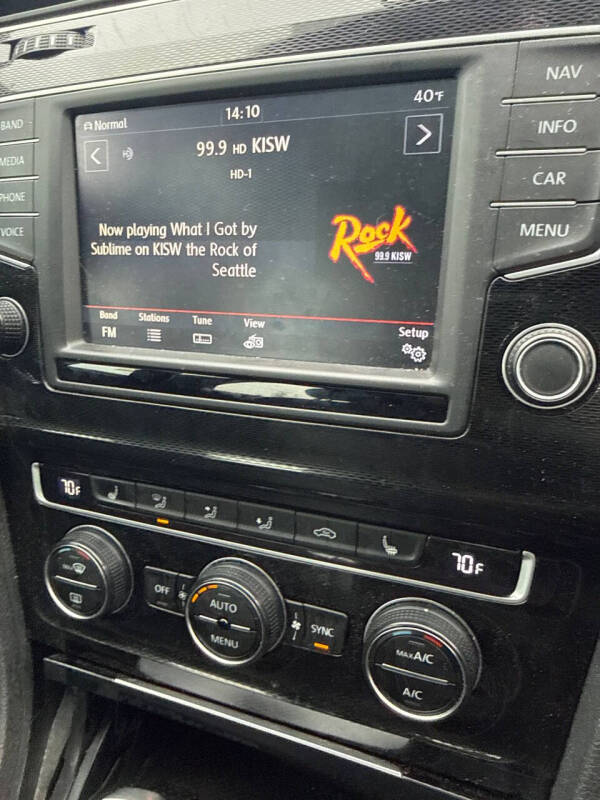 14:10
40°F
Normal
99.9 HD KISW
HD-1
Now playing What I Got by
Sublime on KISW the Rock of
Seattle
Rock
99.9 KISW
Band
FM
Stations
Tune
View
Setup
BAND
MEDIA
PHONE
VOICE
NAV
INFO
CAR
MENU
70°F
70°F
OFF
AUTO
MENU
SYNC
MAX A/C
A/C